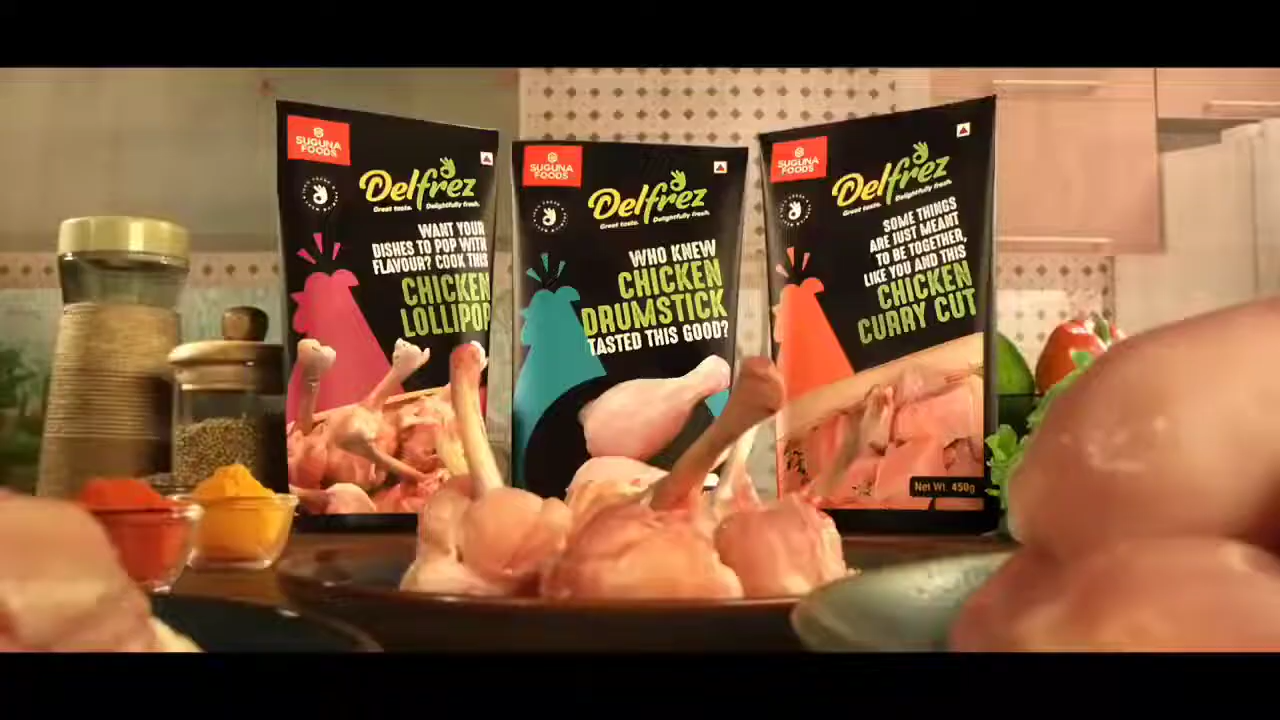 SUGUNA
FOODS
Delfrez
Great taste. Delightfully fresh.
WANT YOUR
DISHES TO POP WITH
FLAVOUR? COOK THIS
CHICKEN
LOLLIPOP
SUGUNA
FOODS
Delfrez
Great taste. Delightfully fresh.
WHO KNEW
CHICKEN
DRUMSTICK
TASTED THIS GOOD?
SUGUNA
FOODS
Delfrez
Great taste. Delightfully fresh.
SOME THINGS
ARE JUST MEANT
TO BE TOGETHER,
LIKE YOU AND THIS
CHICKEN
CURRY CUT
Net Wt. 450g